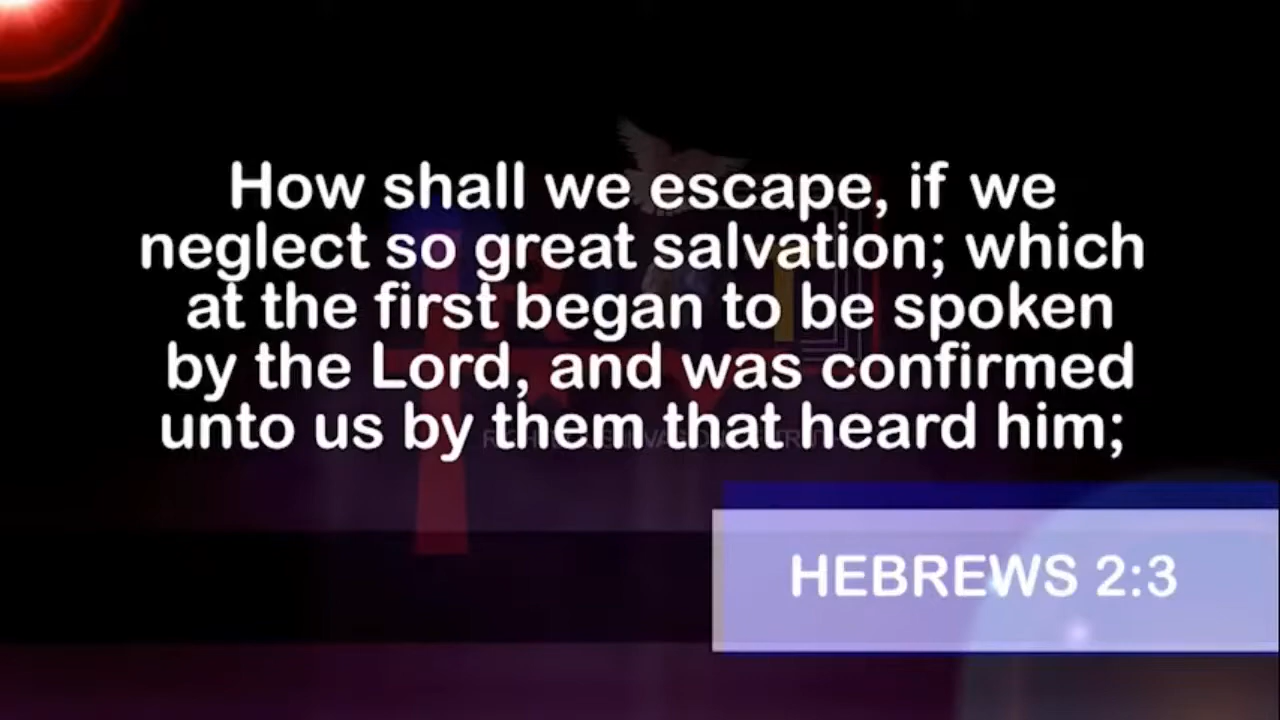 How shall we escape, if we
neglect so great salvation; which
at the first began to be spoken
by the Lord, and was confirmed
unto us by them that heard him;
HEBREWS 2:3